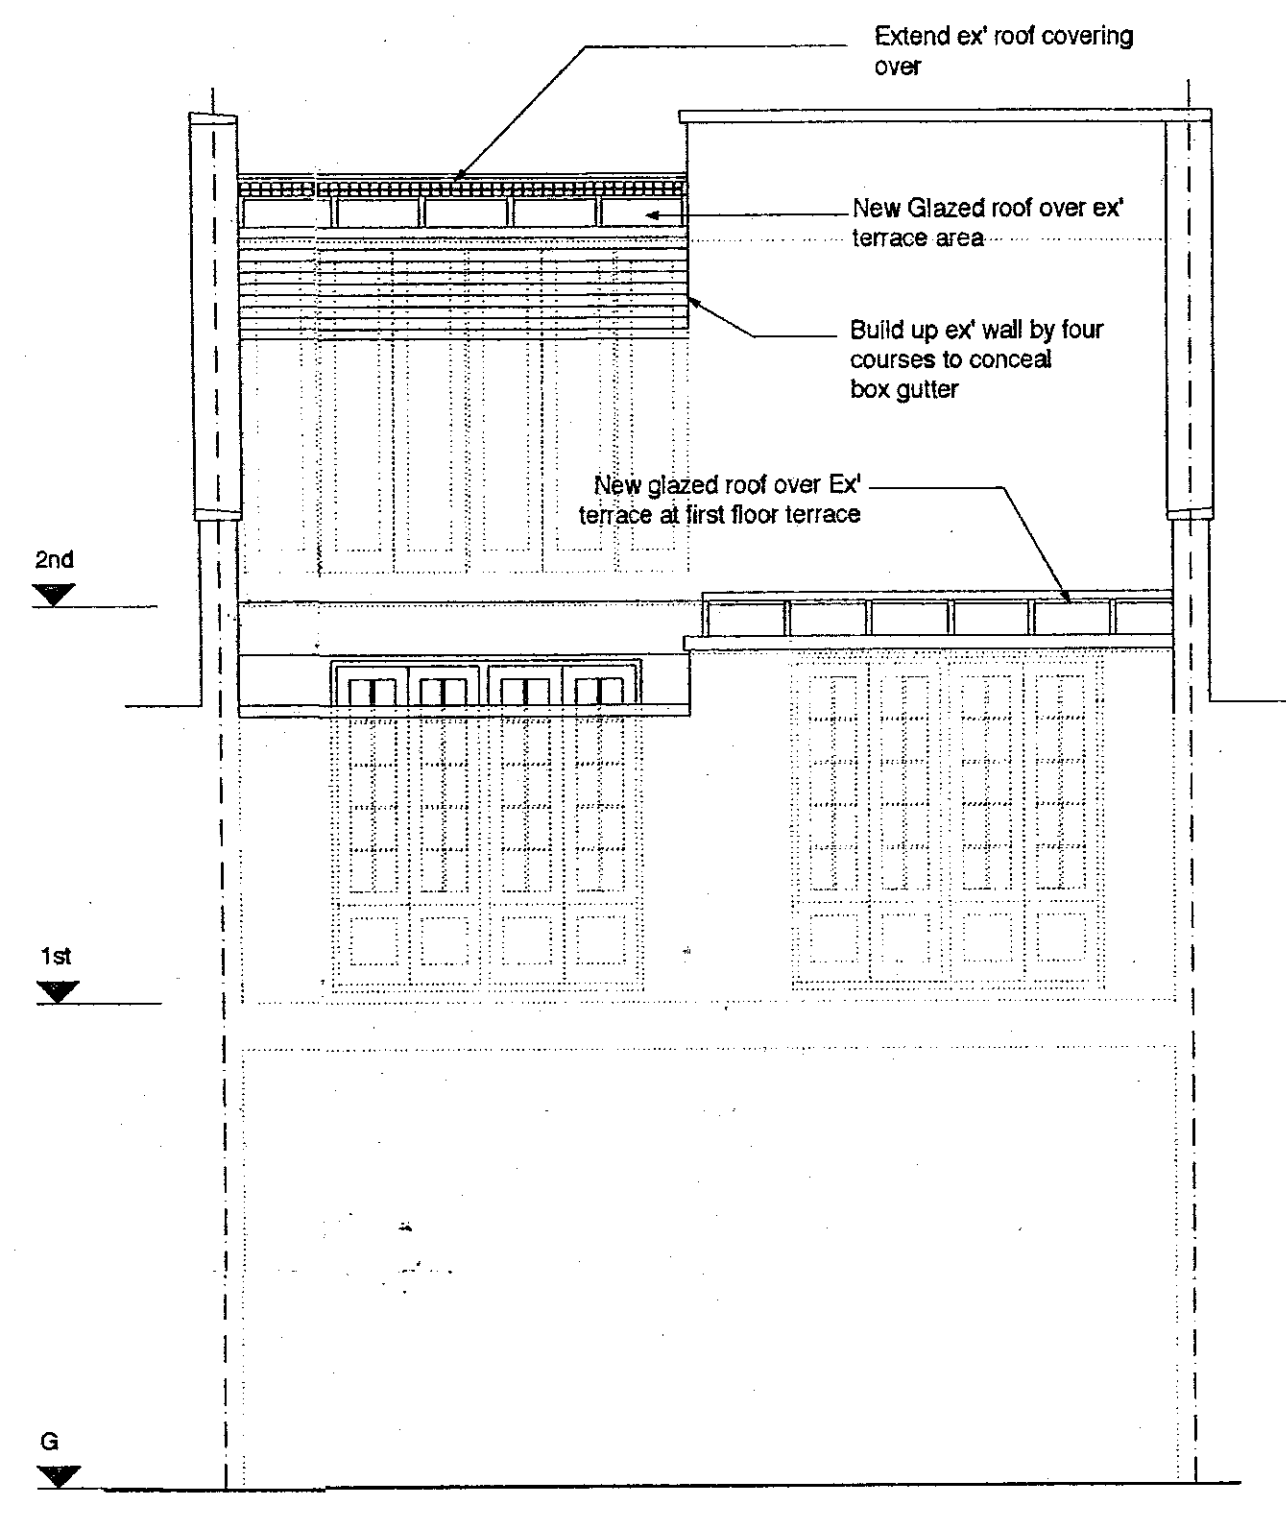 Extend ex' roof covering
over
New Glazed roof over ex'
terrace area
Build up ex' wall by four
courses to conceal
box gutter
New glazed roof over Ex'
terrace at first floor terrace
2nd
1st
G